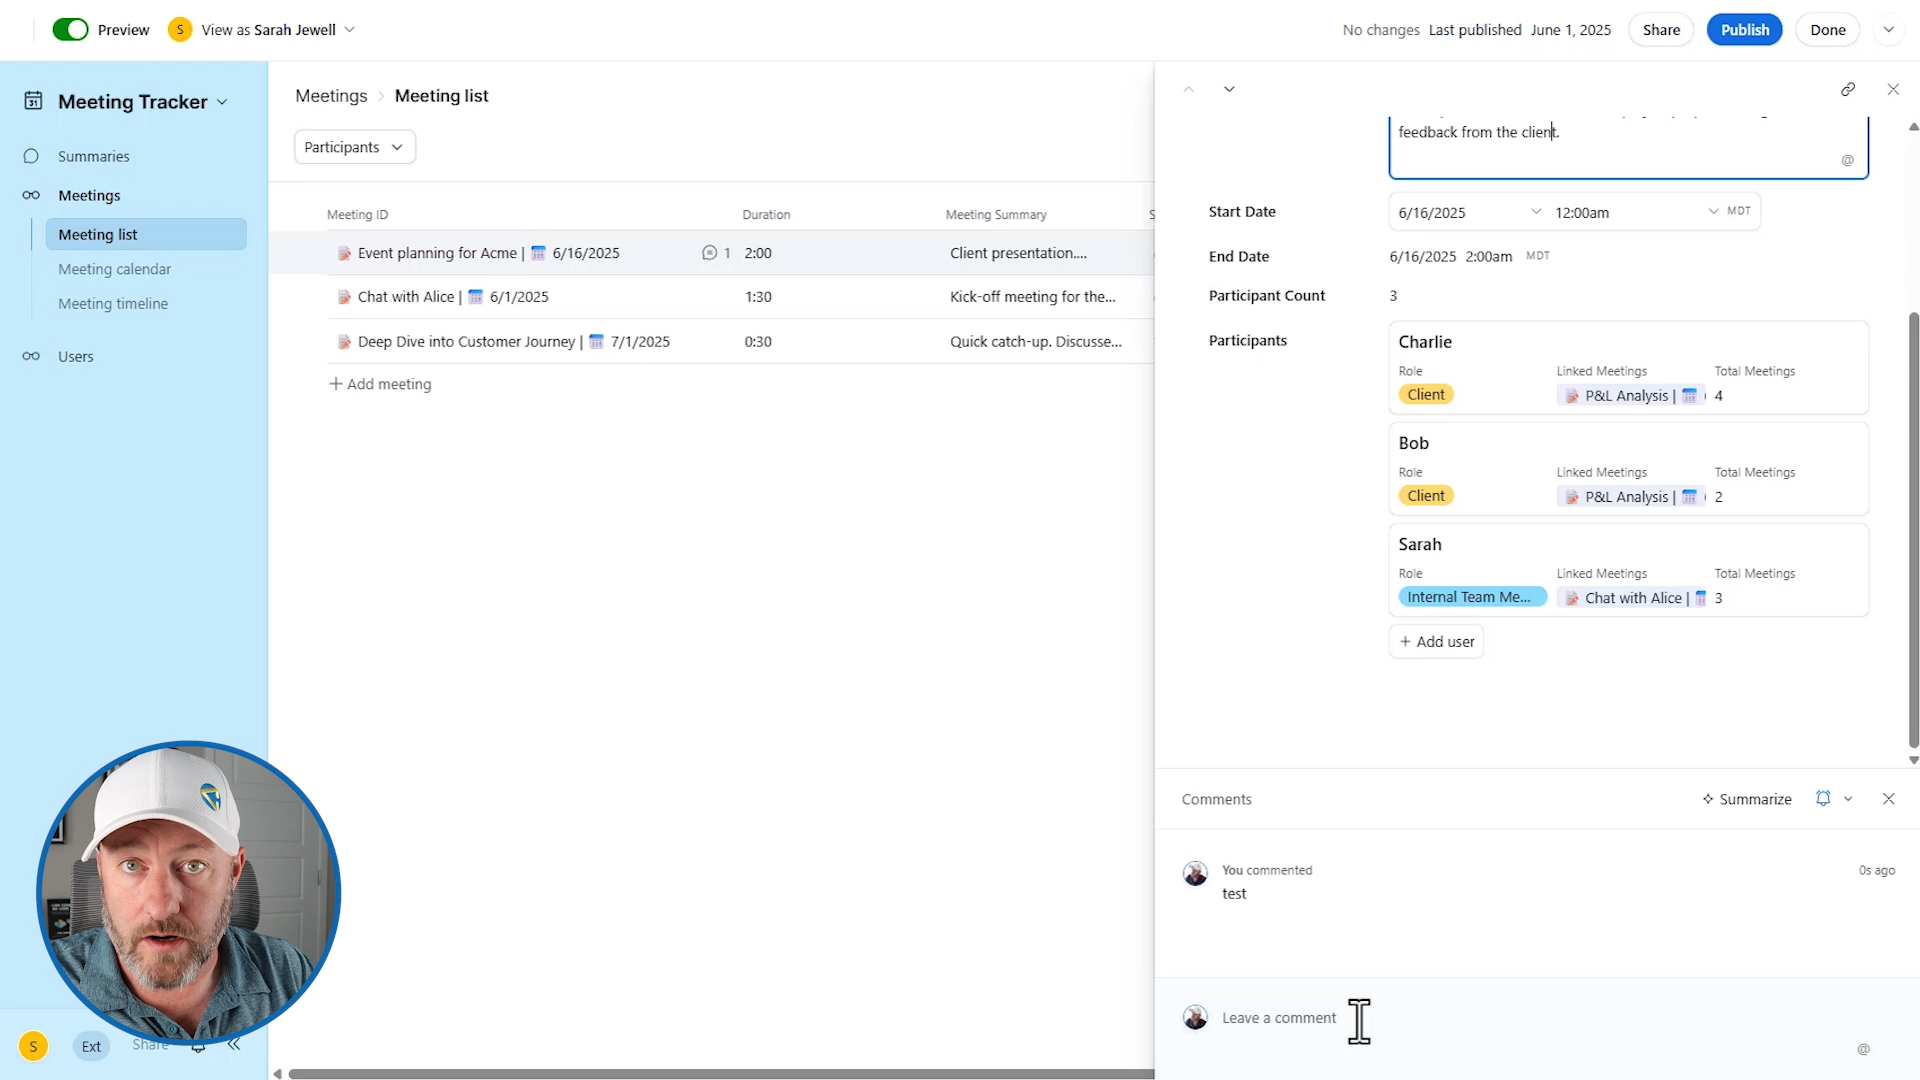 Preview
S View as Sarah Jewell
No changes Last published June 1, 2025
Share
Publish
Done
31 Meeting Tracker
Summaries
Meetings
Meeting list
Meeting calendar
Meeting timeline
Users
Meetings > Meeting list
Participants
Meeting ID Duration Meeting Summary S
Event planning for Acme | 6/16/2025 1 2:00 Client presentation....
Chat with Alice | 6/1/2025 1:30 Kick-off meeting for the...
Deep Dive into Customer Journey | 7/1/2025 0:30 Quick catch-up. Discusse...
+ Add meeting
feedback from the client.
@
Start Date 6/16/2025 12:00am MDT
End Date 6/16/2025 2:00am MDT
Participant Count 3
Participants
Charlie
Role Linked Meetings Total Meetings
Client P&L Analysis | 4
Bob
Role Linked Meetings Total Meetings
Client P&L Analysis | 2
Sarah
Role Linked Meetings Total Meetings
Internal Team Me... Chat with Alice | 3
+ Add user
Comments Summarize
You commented 0s ago
test
Leave a comment
@
S Ext Share